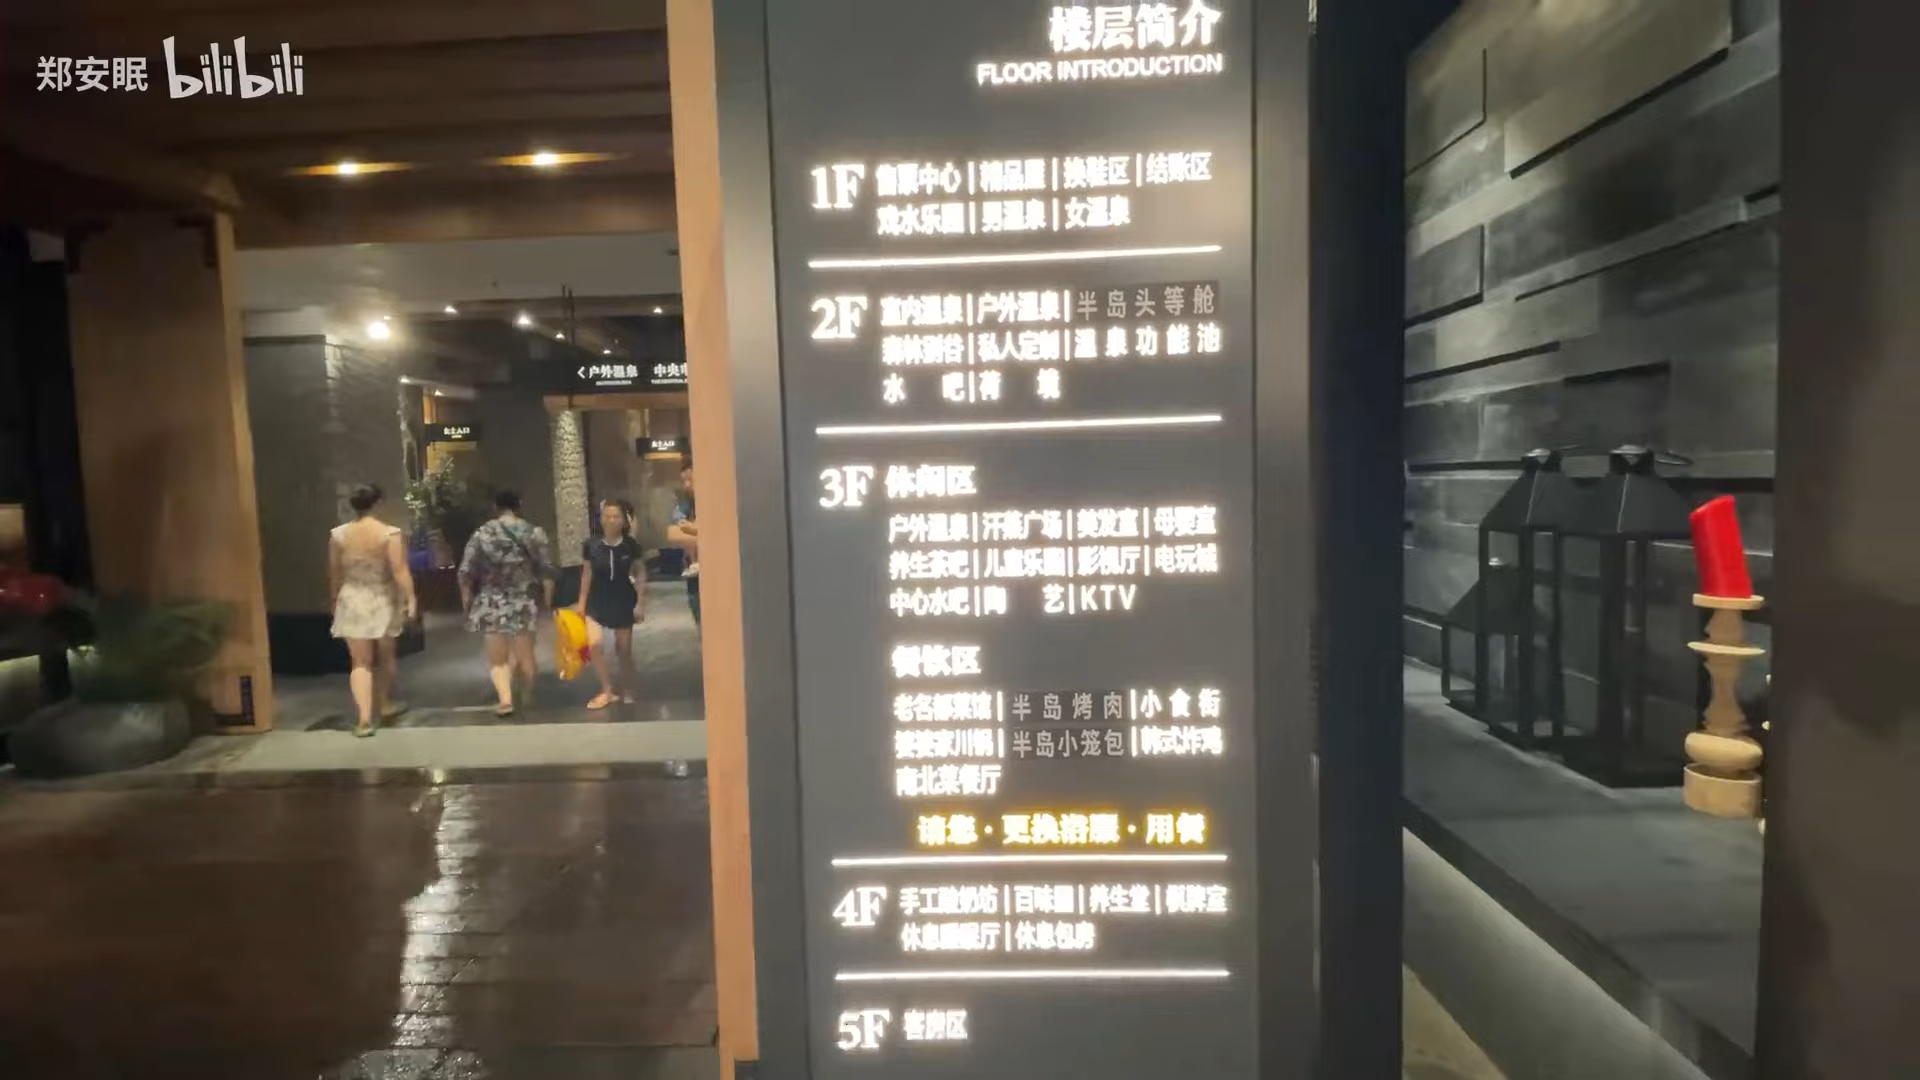 郑安眠 bilibili
楼层简介
FLOOR INTRODUCTION
1F 售票中心|精品屋|换鞋区|结账区
戏水乐园|男温泉|女温泉
2F 室内温泉|户外温泉|半岛头等舱
森林别谷|私人定制|温泉功能池
水吧|荷境
3F 休闲区
户外温泉|汗蒸广场|美发室|母婴室
养生茶吧|儿童乐园|影视厅|电玩城
中心水吧|陶艺|KTV
餐饮区
老名都菜馆|半岛烤肉|小食街
婆婆家川锅|半岛小笼包|韩式炸鸡
南北菜餐厅
请您·更换浴服·用餐
4F 手工酸奶坊|百味园|养生堂|棋牌室
休息睡眠厅|休息包房
5F 客房区
<户外温泉 中央
女士入口